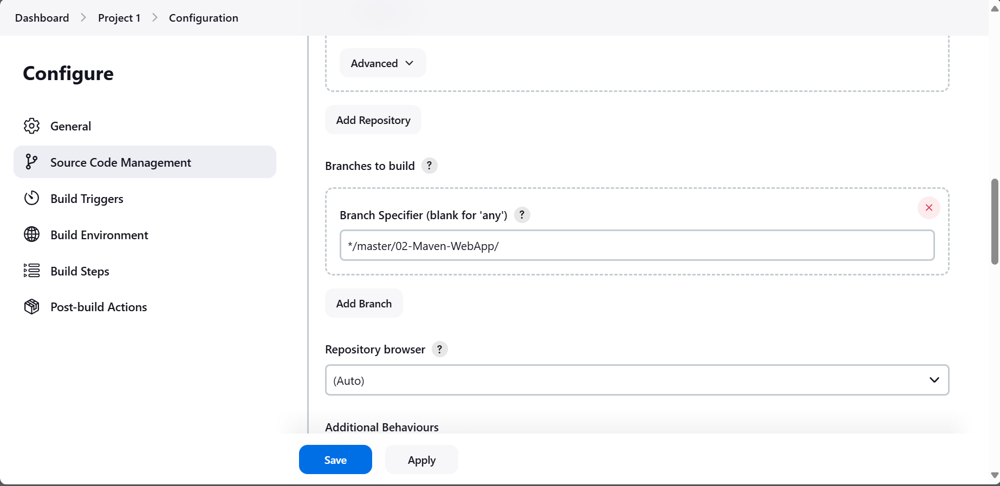 Dashboard > Project 1 > Configuration
Configure
General
Source Code Management
Build Triggers
Build Environment
Build Steps
Post-build Actions
Advanced
Add Repository
Branches to build ?
Branch Specifier (blank for 'any') ?
*/master/02-Maven-WebApp/
Add Branch
Repository browser ?
(Auto)
Additional Behaviours
Save
Apply